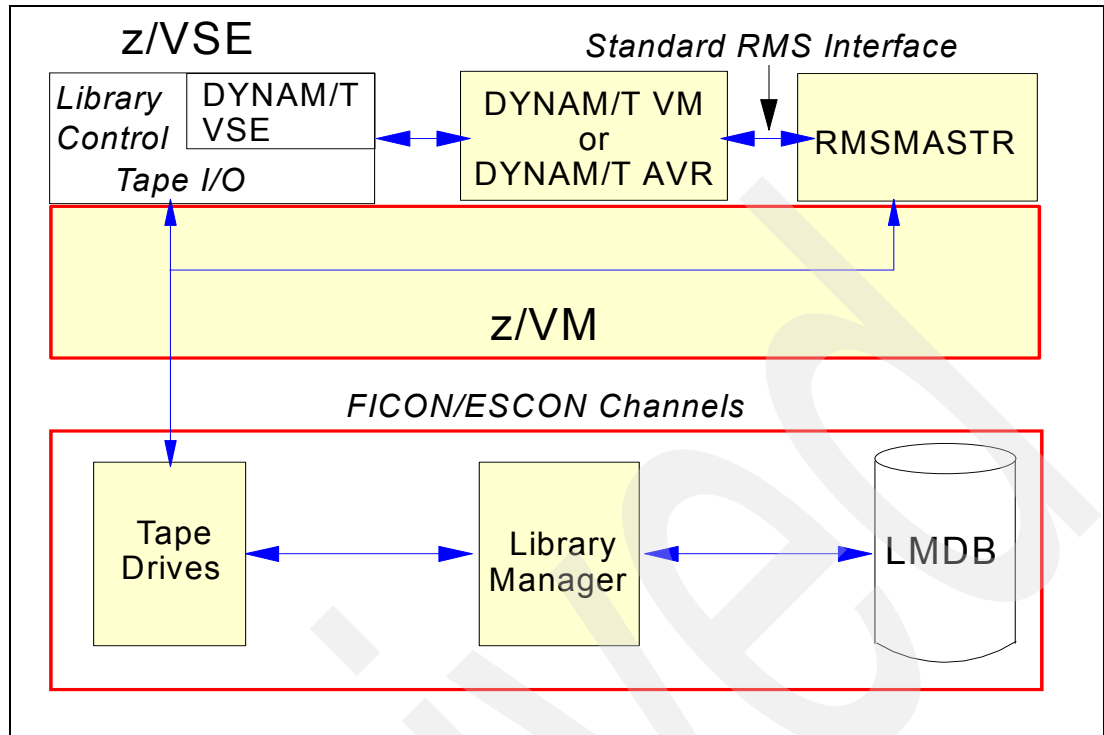 z/VSE
Standard RMS Interface
Library
Control
DYNAM/T
VSE
Tape I/O
DYNAM/T VM
or
DYNAM/T AVR
RMSMASTR
z/VM
FICON/ESCON Channels
Tape
Drives
Library
Manager
LMDB